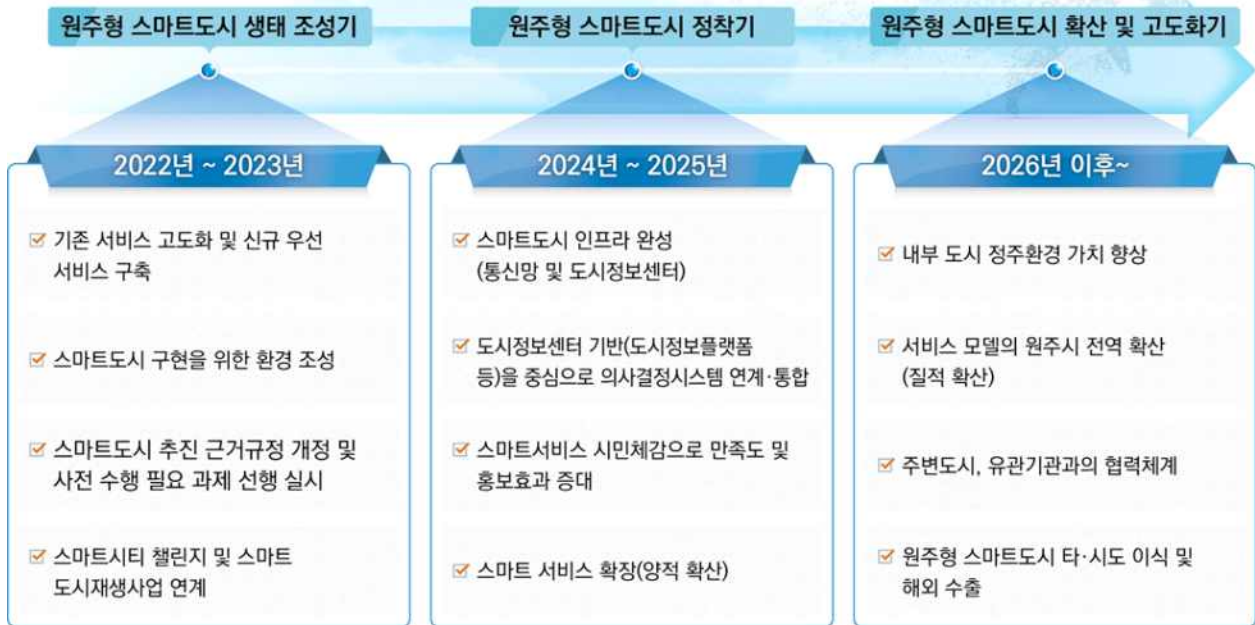 원주형 스마트도시 생태 조성기
2022년 ~ 2023년
기존 서비스 고도화 및 신규 우선
서비스 구축
스마트도시 구현을 위한 환경 조성
스마트도시 추진 근거규정 개정 및
사전 수행 필요 과제 선행 실시
스마트시티 챌린지 및 스마트
도시재생사업 연계
원주형 스마트도시 정착기
2024년 ~ 2025년
스마트도시 인프라 완성
(통신망 및 도시정보센터)
도시정보센터 기반(도시정보플랫폼
등)을 중심으로 의사결정시스템 연계·통합
스마트서비스 시민체감으로 만족도 및
홍보효과 증대
스마트 서비스 확장(양적 확산)
원주형 스마트도시 확산 및 고도화기
2026년 이후~
내부 도시 정주환경 가치 향상
서비스 모델의 원주시 전역 확산
(질적 확산)
주변도시, 유관기관과의 협력체계
원주형 스마트도시 타·시도 이식 및
해외 수출